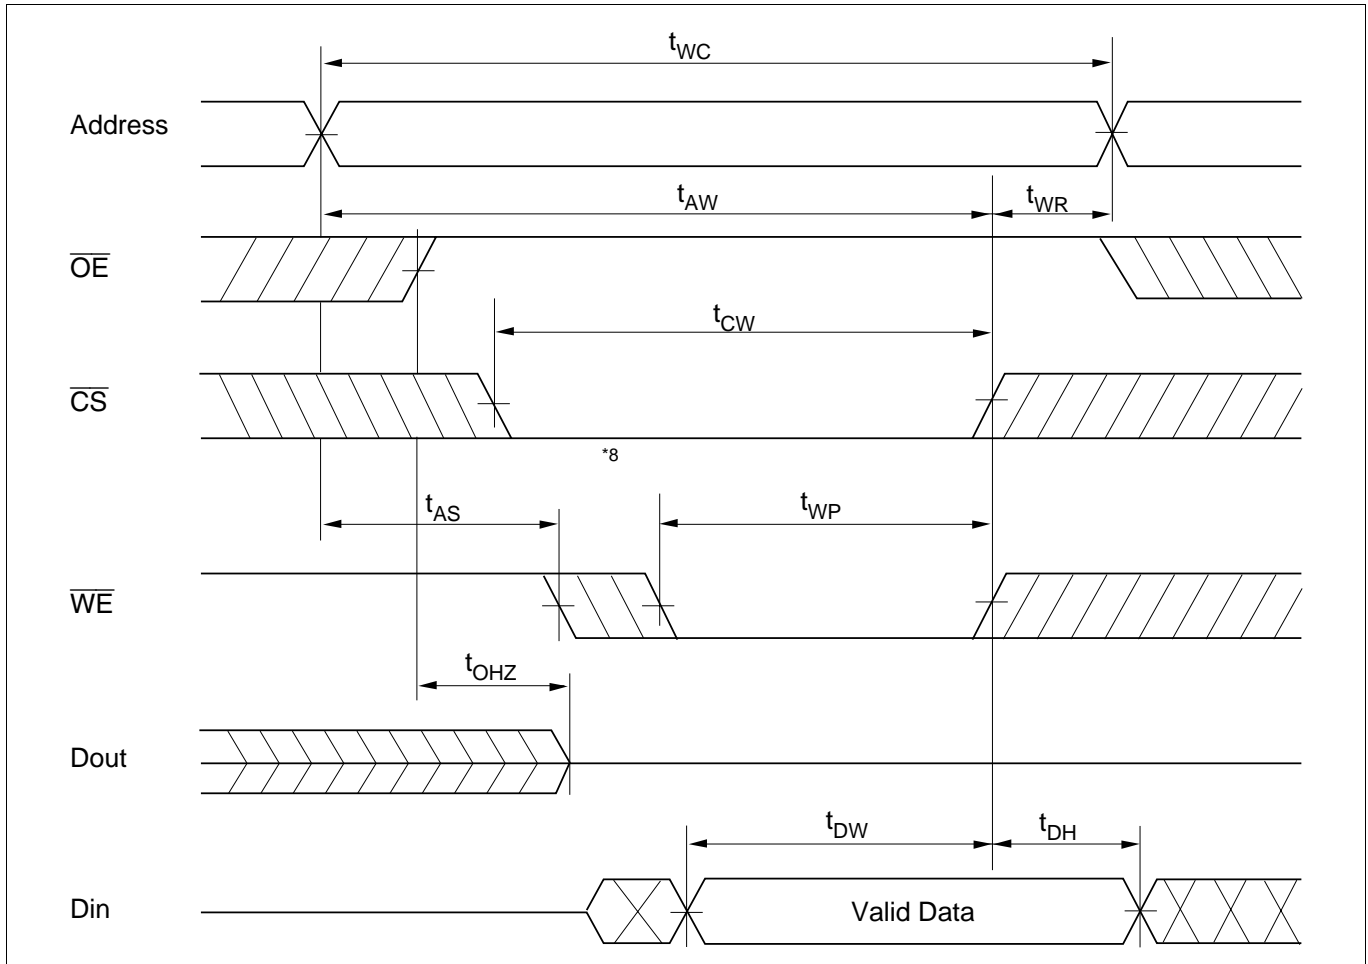 tWC
Address
tAW
tWR
OE
tCW
CS
*8
tAS
tWP
WE
tOHZ
Dout
tDW
tDH
Din
Valid Data